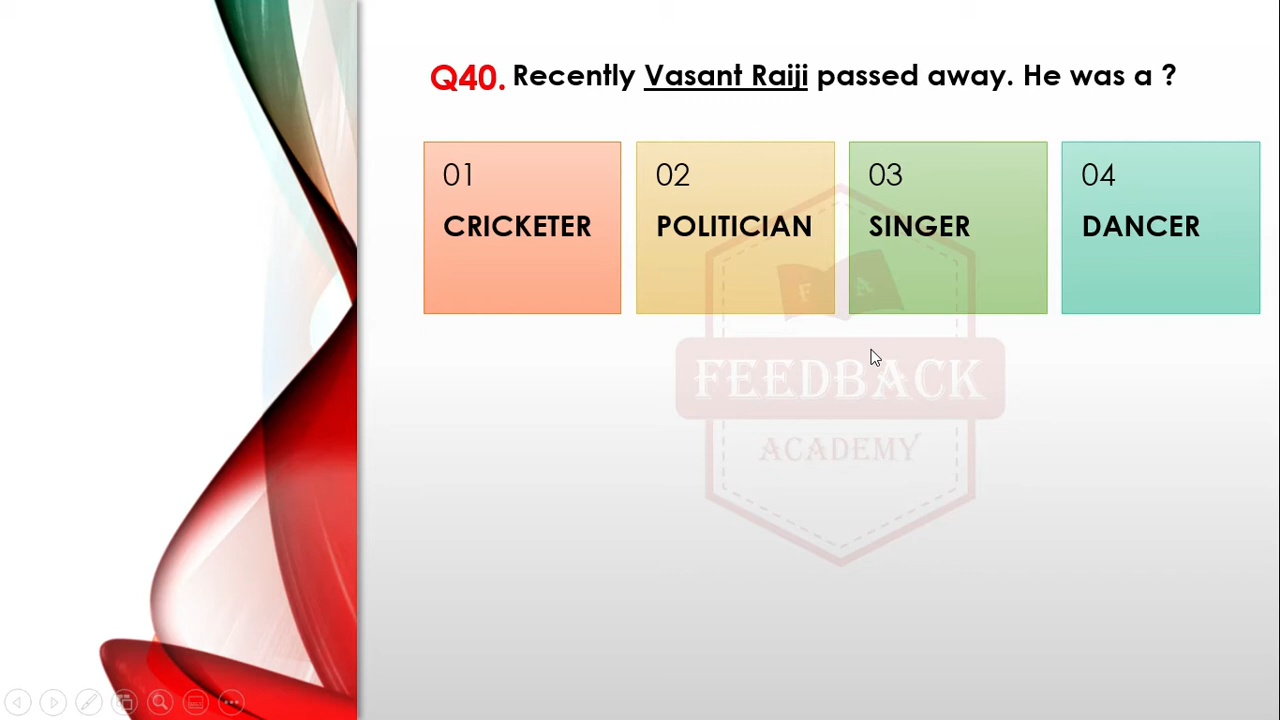 Q40. Recently Vasant Raiji passed away. He was a ?
01
CRICKETER
02
POLITICIAN
03
SINGER
04
DANCER
F A
FEEDBACK
ACADEMY